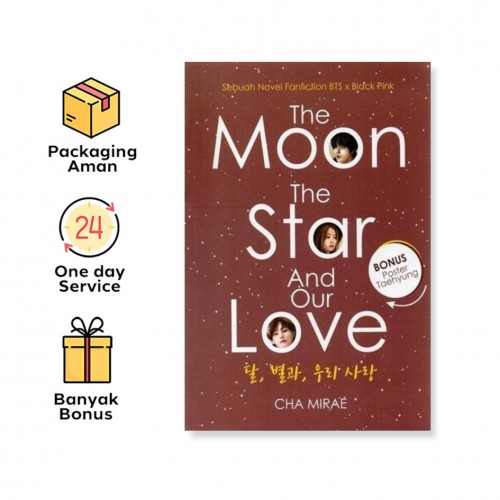 Packaging
Aman
24
One day
Service
Banyak
Bonus
Sebuah Novel Fanfiction BTS x Black Pink
The
Moon
The
Star
And
Our
Love
BONUS
Poster
Taehyung
달, 별과, 우리 사랑
CHA MIRAE